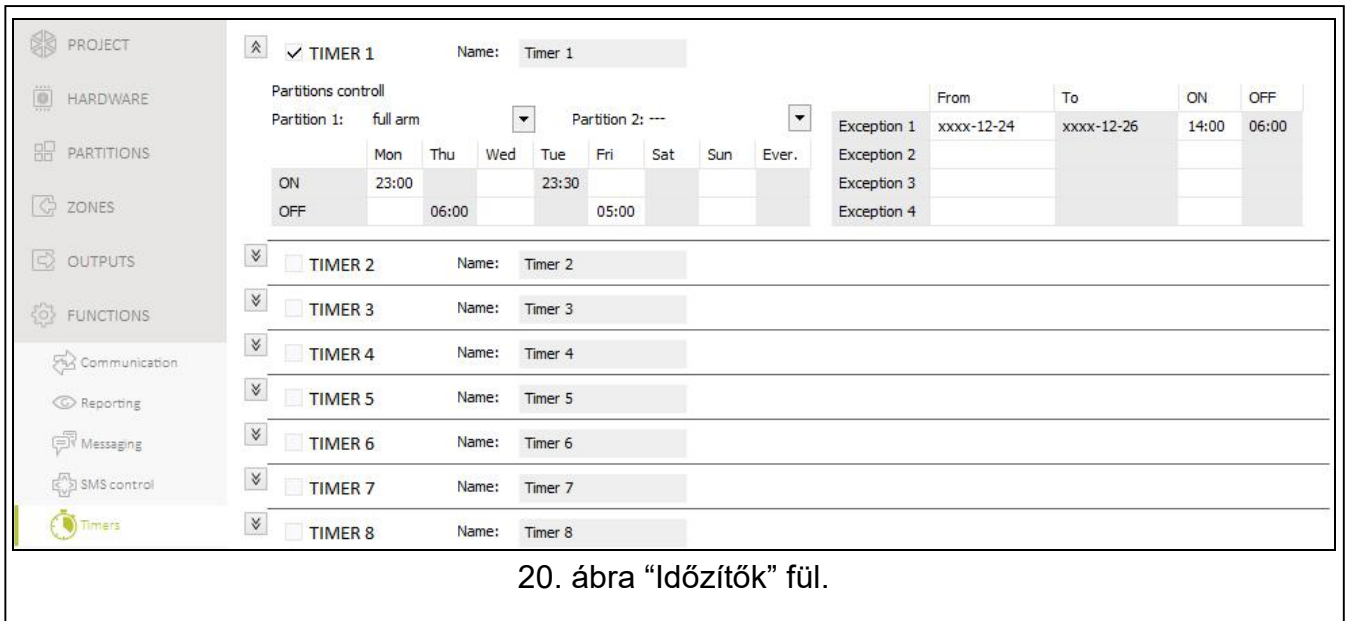 PROJECT
HARDWARE
PARTITIONS
ZONES
OUTPUTS
FUNCTIONS
Communication
Reporting
Messaging
SMS control
Timers
TIMER 1 Name: Timer 1
Partitions controll
Partition 1: full arm Partition 2: ---
Mon Thu Wed Tue Fri Sat Sun Ever.
ON 23:00 23:30
OFF 06:00 05:00
From To ON OFF
Exception 1 xxxx-12-24 xxxx-12-26 14:00 06:00
Exception 2
Exception 3
Exception 4
TIMER 2 Name: Timer 2
TIMER 3 Name: Timer 3
TIMER 4 Name: Timer 4
TIMER 5 Name: Timer 5
TIMER 6 Name: Timer 6
TIMER 7 Name: Timer 7
TIMER 8 Name: Timer 8
20. ábra “Időzítők” fül.